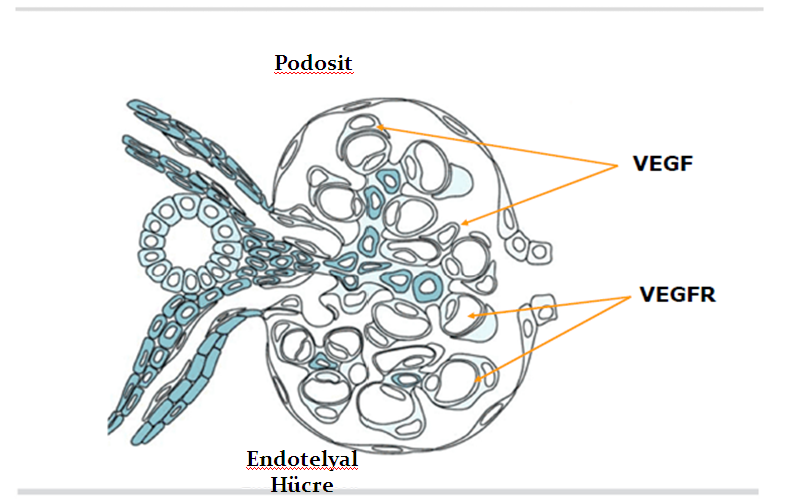 Podosit
VEGF
VEGFR
Endotelyal
Hücre